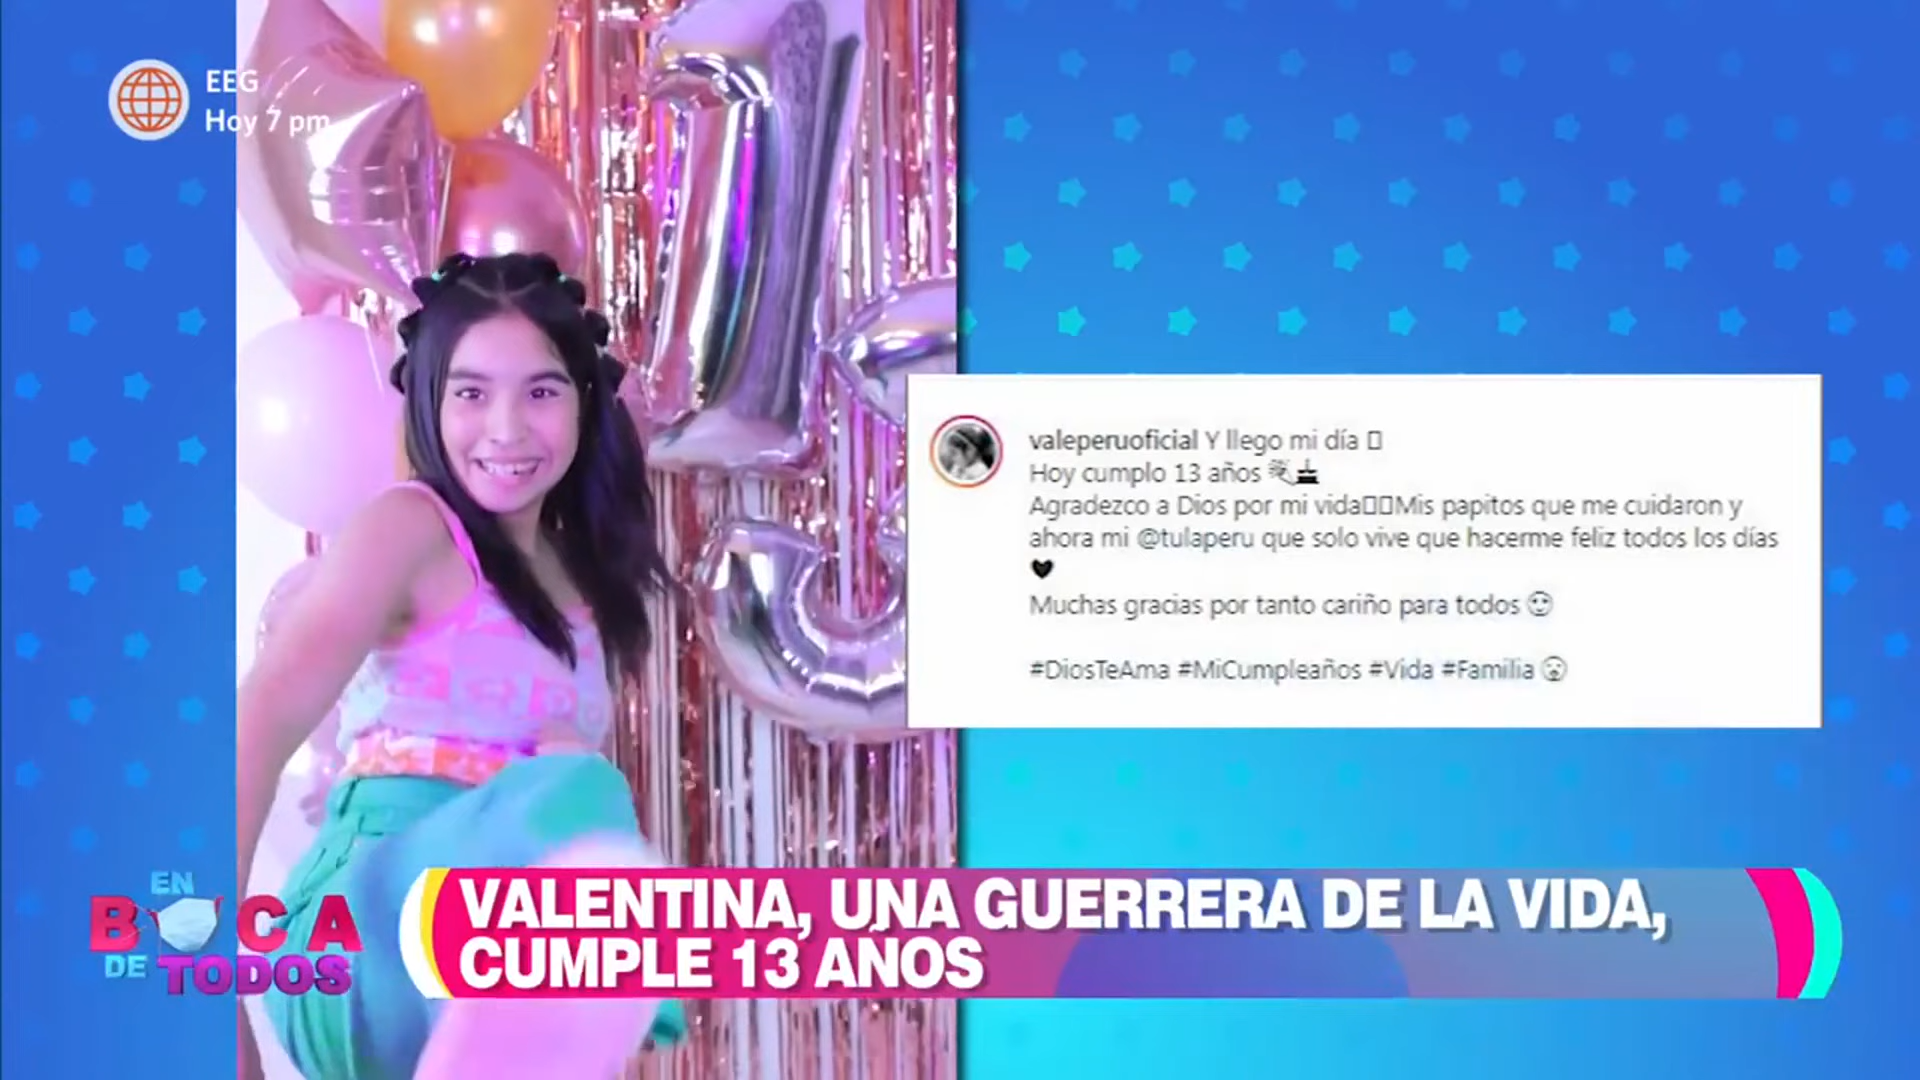 EEG
Hoy 7 pm
valeperuoficial Y llego mi día
Hoy cumplo 13 años
Agradezco a Dios por mi vida Mis papitos que me cuidaron y
ahora mi @tulaperu que solo vive que hacerme feliz todos los días
🖤
Muchas gracias por tanto cariño para todos
#DiosTeAma #MiCumpleaños #Vida #Familia
EN
BOCA
DE TODOS
VALENTINA, UNA GUERRERA DE LA VIDA,
CUMPLE 13 AÑOS
13